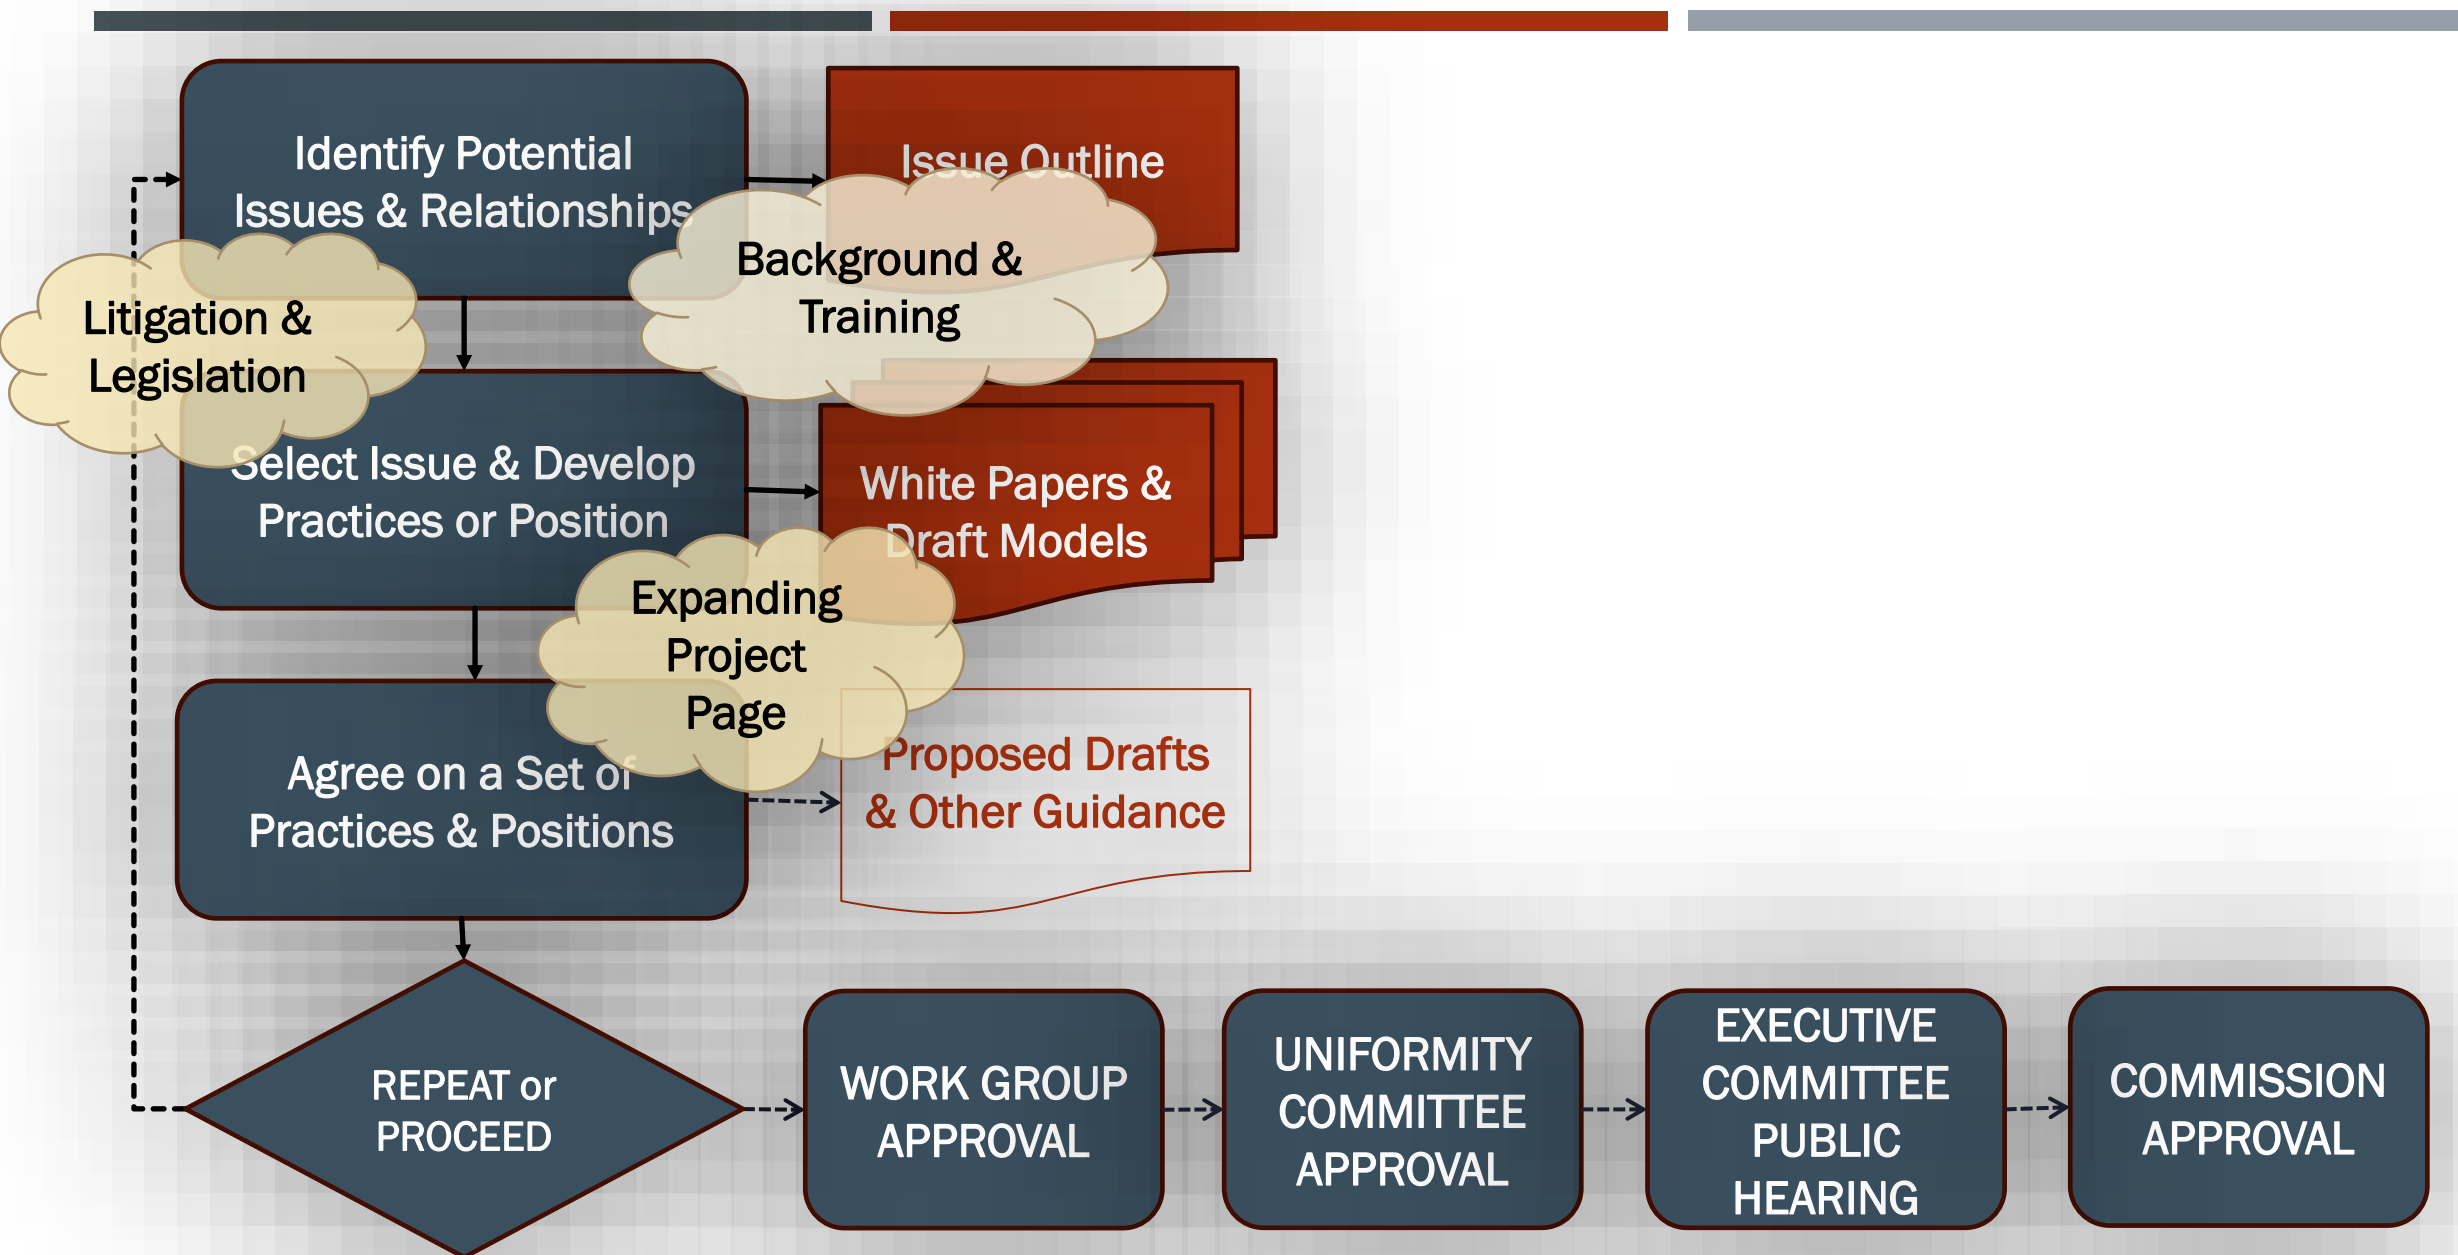 Identify Potential
Issues & Relationships
Issue Outline
Background &
Training
Litigation &
Legislation
Select Issue & Develop
Practices or Position
White Papers &
Draft Models
Expanding
Project
Page
Agree on a Set of
Practices & Positions
Proposed Drafts
& Other Guidance
REPEAT or
PROCEED
WORK GROUP
APPROVAL
UNIFORMITY
COMMITTEE
APPROVAL
EXECUTIVE
COMMITTEE
PUBLIC
HEARING
COMMISSION
APPROVAL